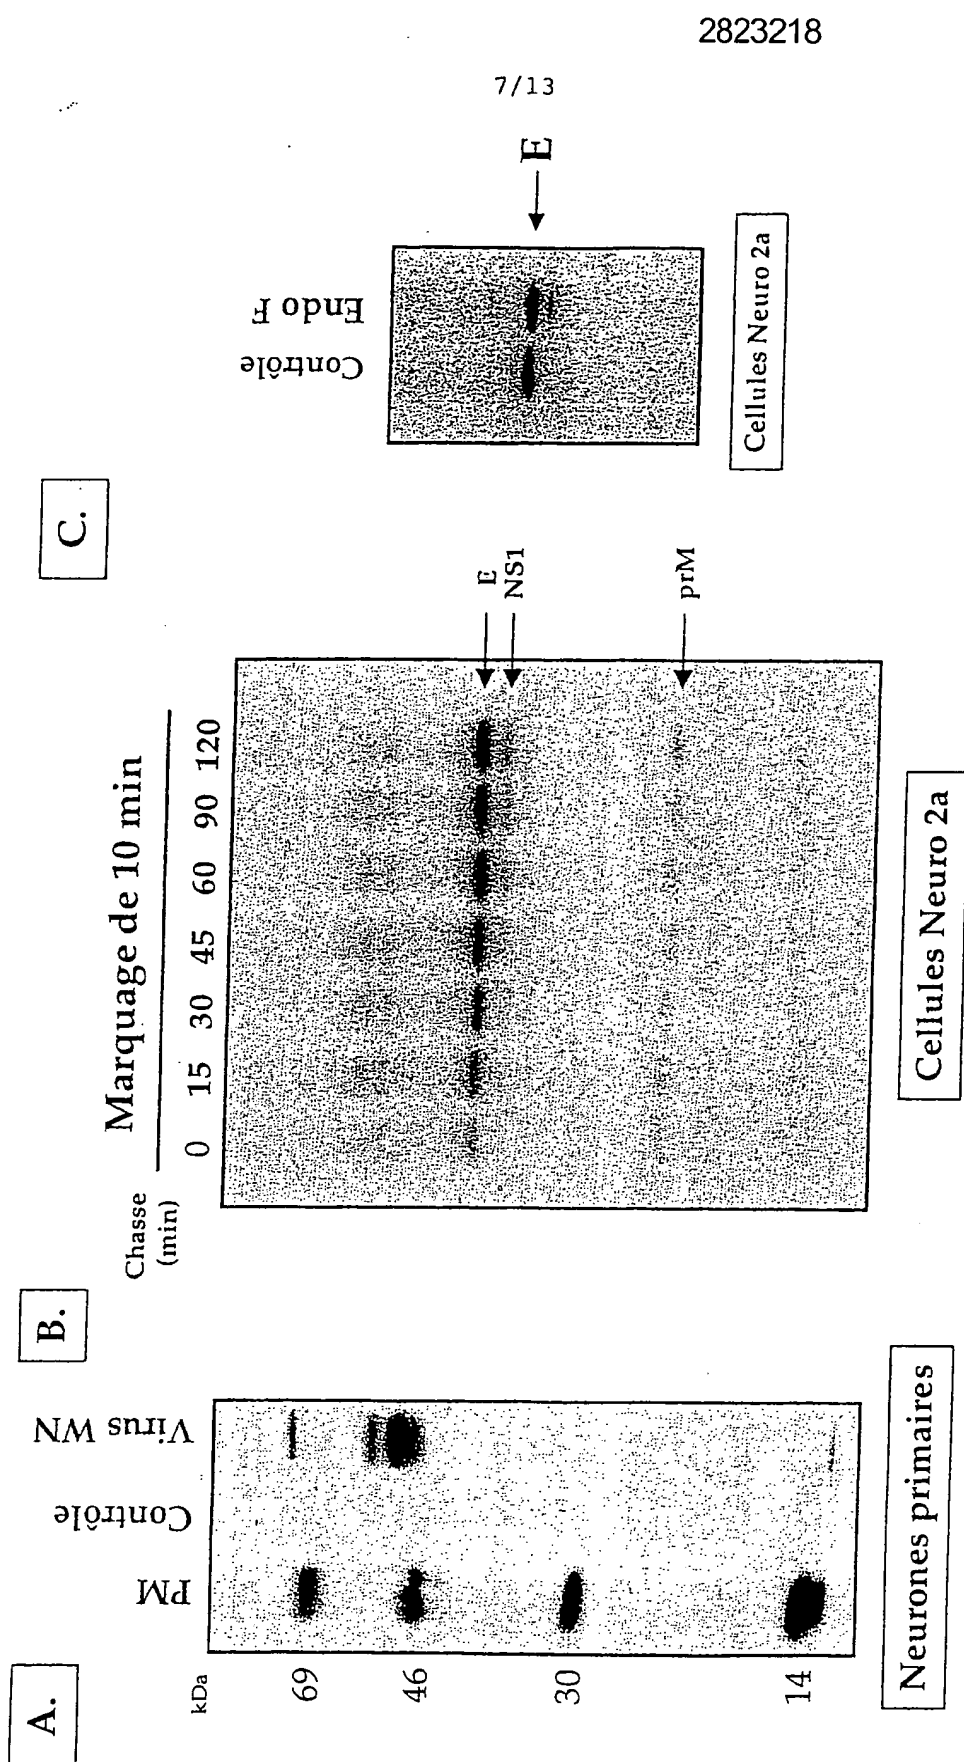 2823218
7/13
A.
PM
Contrôle
Virus WN
kDa
69
46
30
14
Neurones primaires
B.
Marquage de 10 min
Chasse
(min)
0 15 30 45 60 90 120
E
NS1
prM
Cellules Neuro 2a
C.
Contrôle
Endo F
E
Cellules Neuro 2a